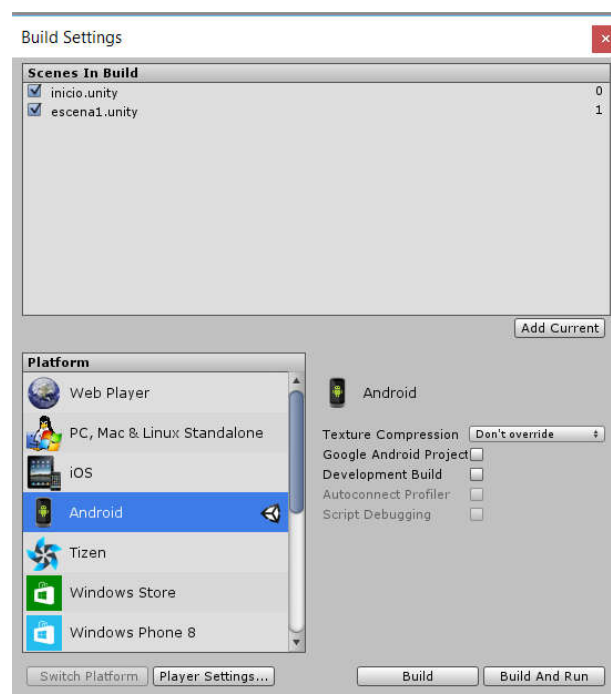 Build Settings
Scenes In Build
inicio.unity 0
escena1.unity 1
Add Current
Platform
Web Player
PC, Mac & Linux Standalone
iOS
Android
Tizen
Windows Store
Windows Phone 8
Android
Texture Compression Don't override
Google Android Project
Development Build
Autoconnect Profiler
Script Debugging
Switch Platform Player Settings... Build Build And Run